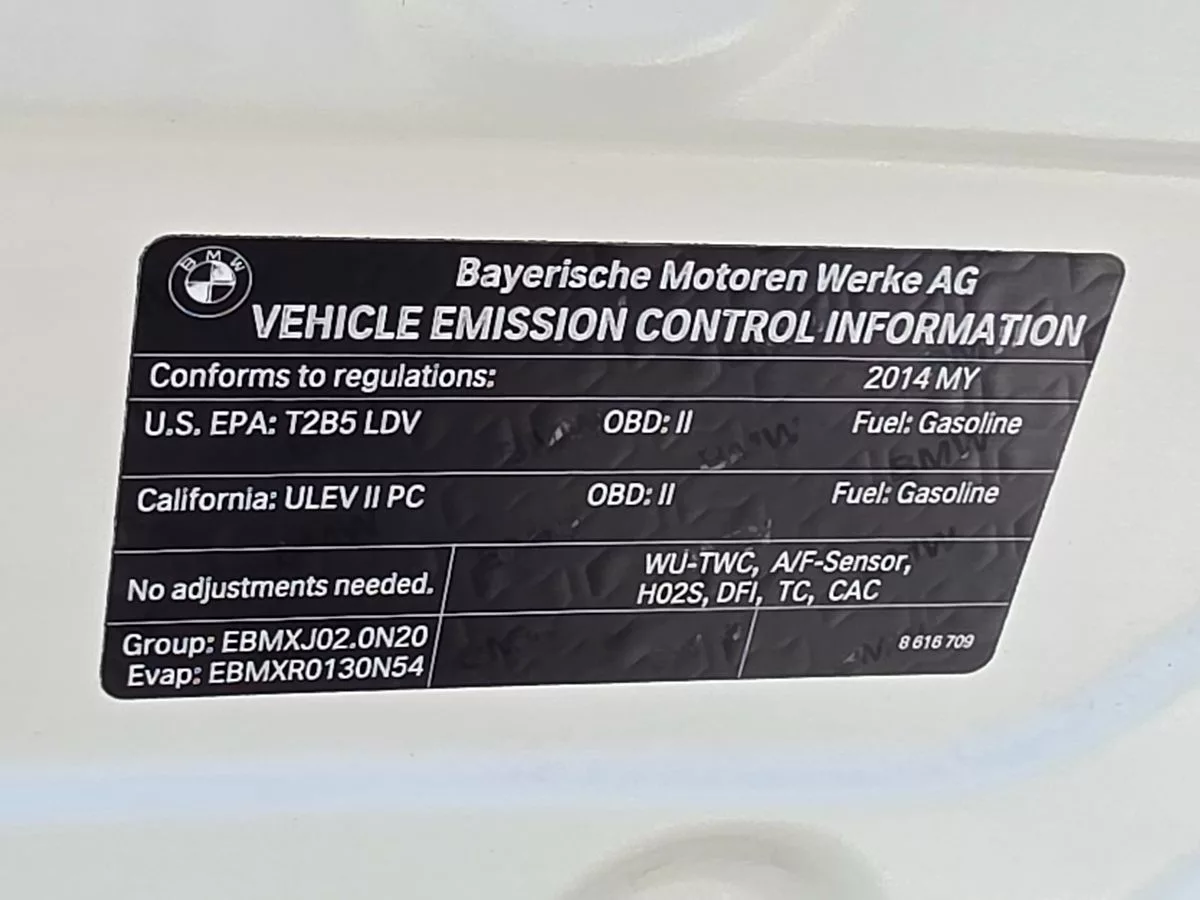 BMW
Bayerische Motoren Werke AG
VEHICLE EMISSION CONTROL INFORMATION
Conforms to regulations: 2014 MY
U.S. EPA: T2B5 LDV OBD: II Fuel: Gasoline
California: ULEV II PC OBD: II Fuel: Gasoline
No adjustments needed.
WU-TWC, A/F-Sensor,
H02S, DFI, TC, CAC
Group: EBMXJ02.0N20
Evap: EBMXR0130N54
8 616 709